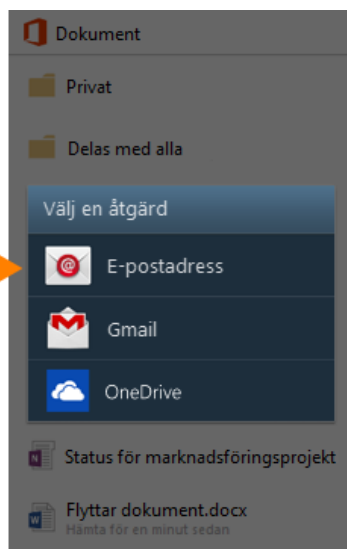 Dokument
Privat
Delas med alla
Välj en åtgärd
E-postadress
Gmail
OneDrive
Status för marknadsföringsprojekt
Flyttar dokument.docx
Hämta för en minut sedan